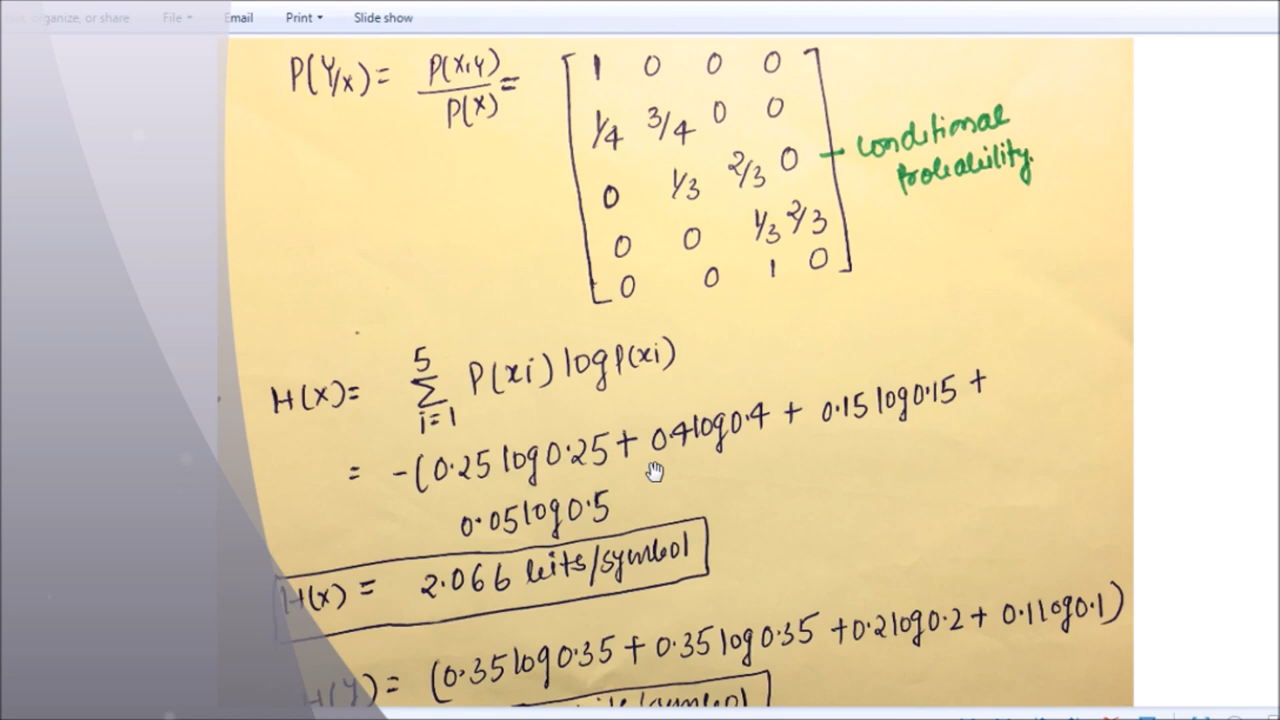 organize, or share File Email Print Slide show
P(Y/X) = P(X,Y) / P(X) =
1 0 0 0
1/4 3/4 0 0
0 1/3 2/3 0
0 0 1/3 2/3
0 0 1 0
conditional
probability.
H(X) = 5 Σ i=1 P(xi) log P(xi)
= -(0.25 log 0.25 + 0.4 log 0.4 + 0.15 log 0.15 +
0.05 log 0.5
H(X) = 2.066 bits/symbol
H(Y) = (0.35 log 0.35 + 0.35 log 0.35 + 0.2 log 0.2 + 0.1 log 0.1)